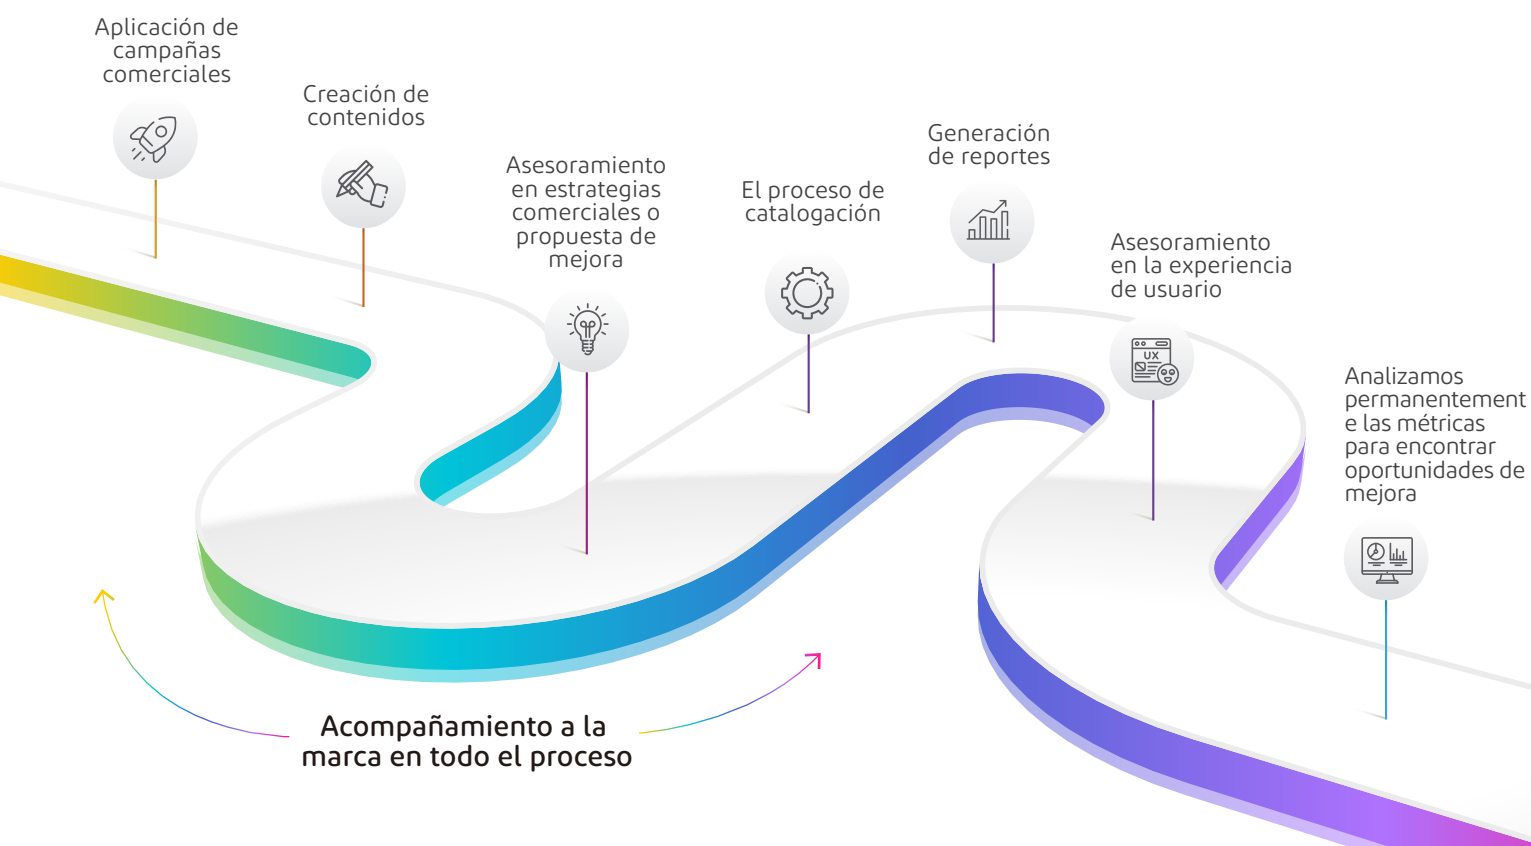 Aplicación de
campañas
comerciales
Creación de
contenidos
Asesoramiento
en estrategias
comerciales o
propuesta de
mejora
El proceso de
catalogación
Generación
de reportes
Asesoramiento
en la experiencia
de usuario
UX
Analizamos
permanentement
e las métricas
para encontrar
oportunidades de
mejora
Acompañamiento a la
marca en todo el proceso